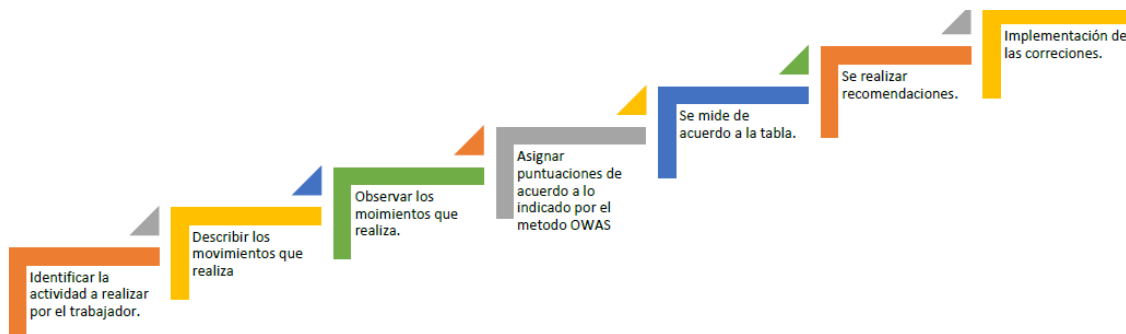 Identificar la
actividad a realizar
por el trabajador.
Describir los
movimientos que
realiza
Observar los
moimientos que
realiza.
Asignar
puntuaciones de
acuerdo a lo
indicado por el
metodo OWAS
Se mide de
acuerdo a la tabla.
Se realizar
recomendaciones.
Implementación de
las correciones.